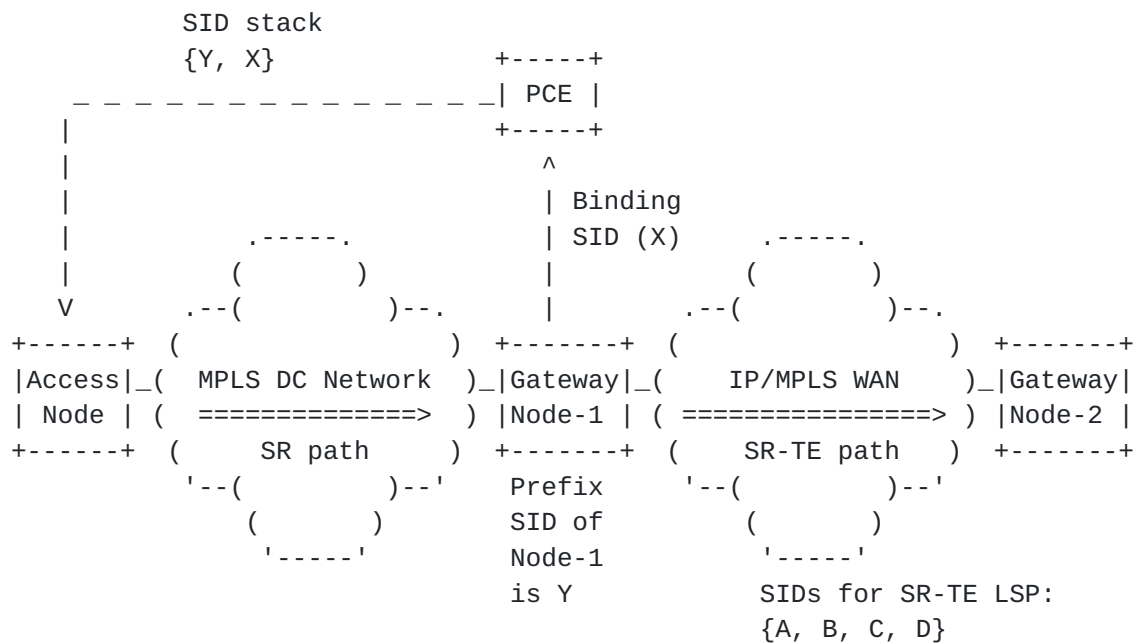 SID stack
{Y, X}
PCE
Binding
SID (X)
Access
Node
MPLS DC Network
SR path
Gateway
Node-1
IP/MPLS WAN
SR-TE path
Gateway
Node-2
Prefix
SID of
Node-1
is Y
SIDs for SR-TE LSP:
{A, B, C, D}